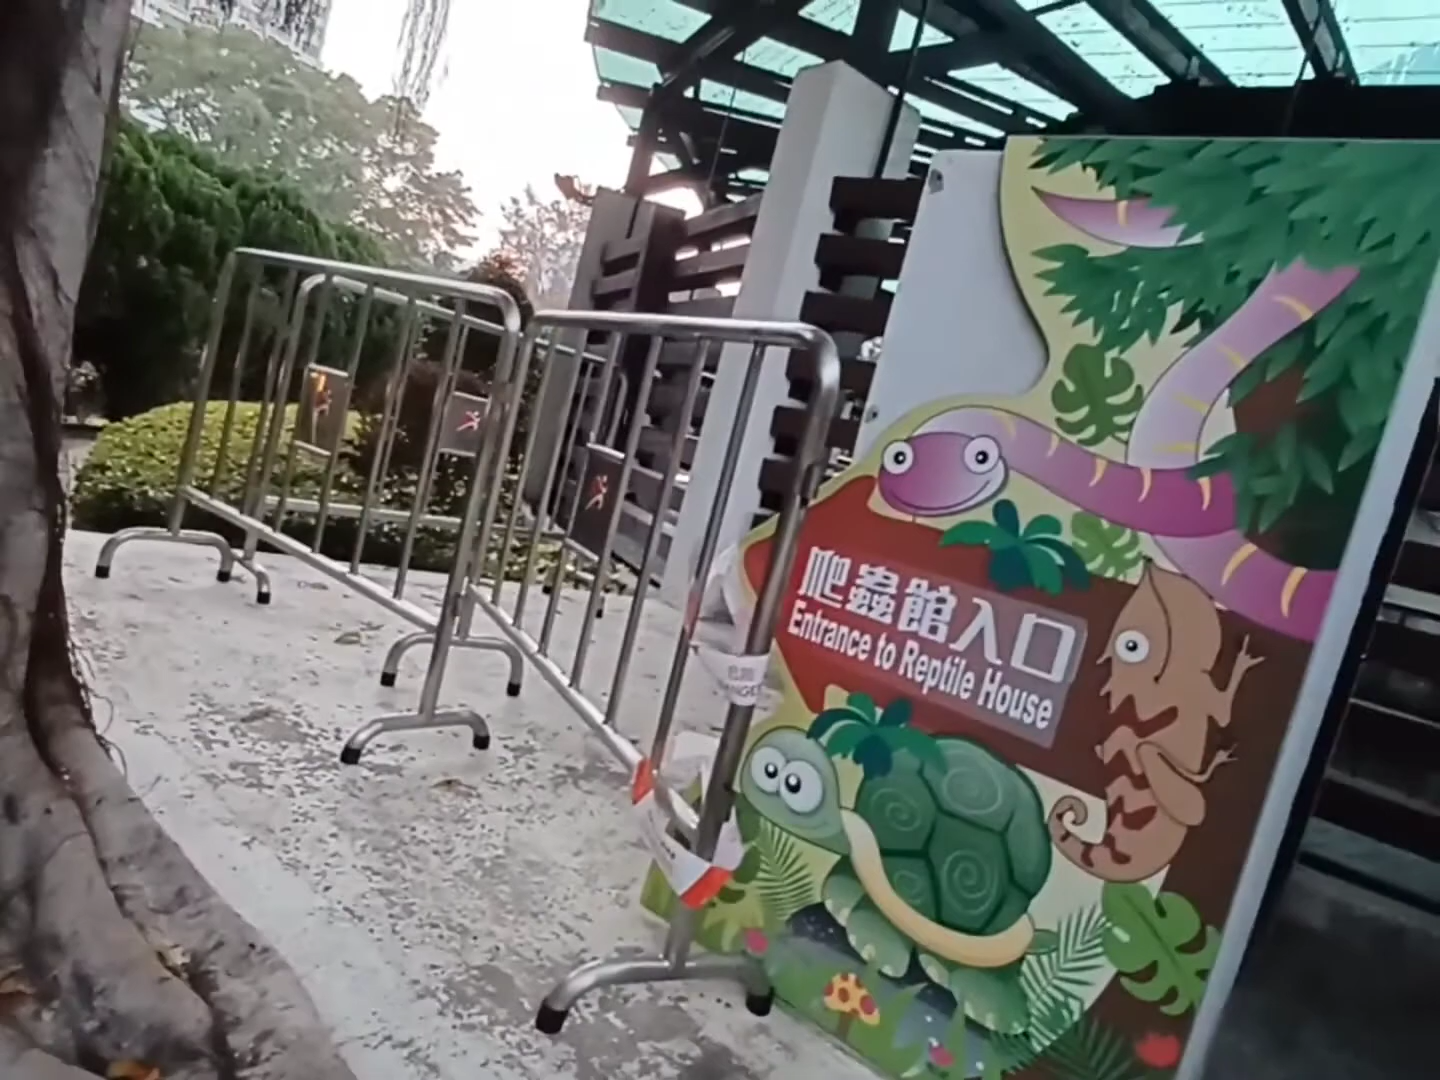 爬蟲館入口
Entrance to Reptile House